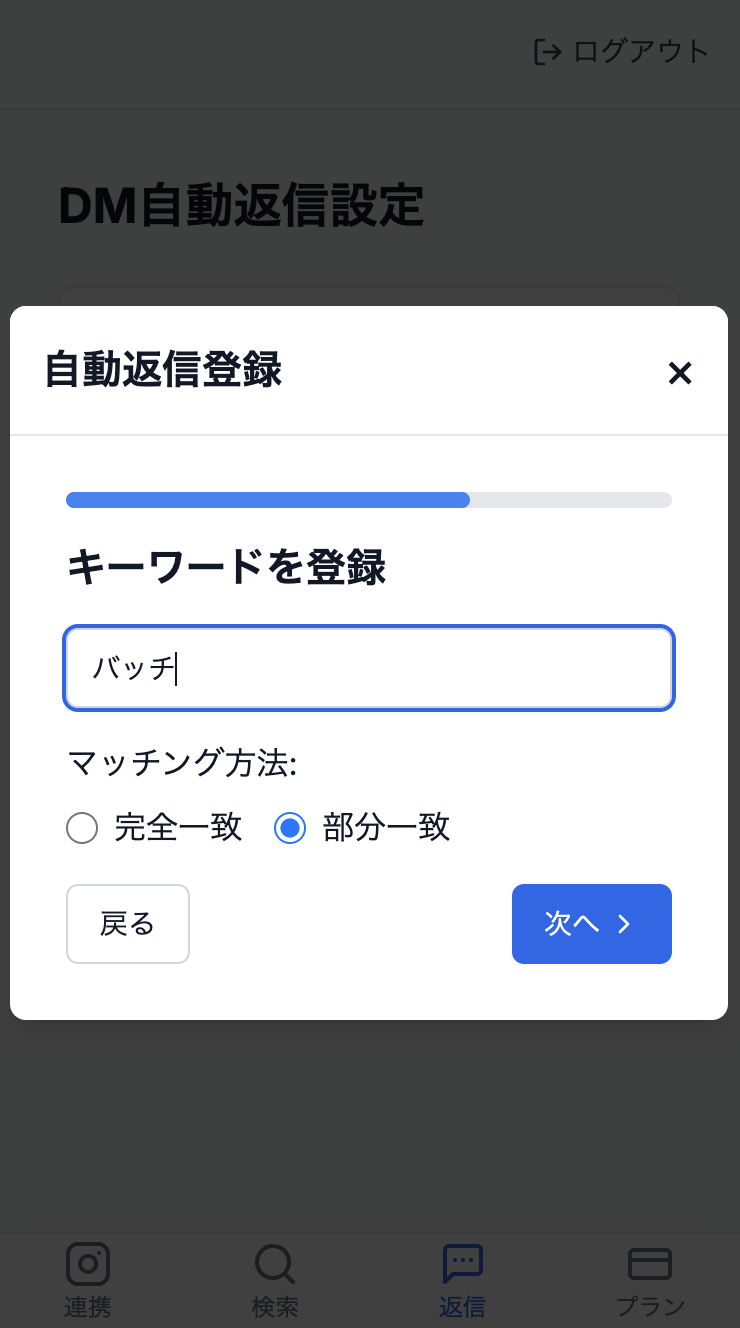 ログアウト
DM自動返信設定
自動返信登録
キーワードを登録
バッチ
マッチング方法:
完全一致 部分一致
戻る 次へ
連携 検索 返信 プラン